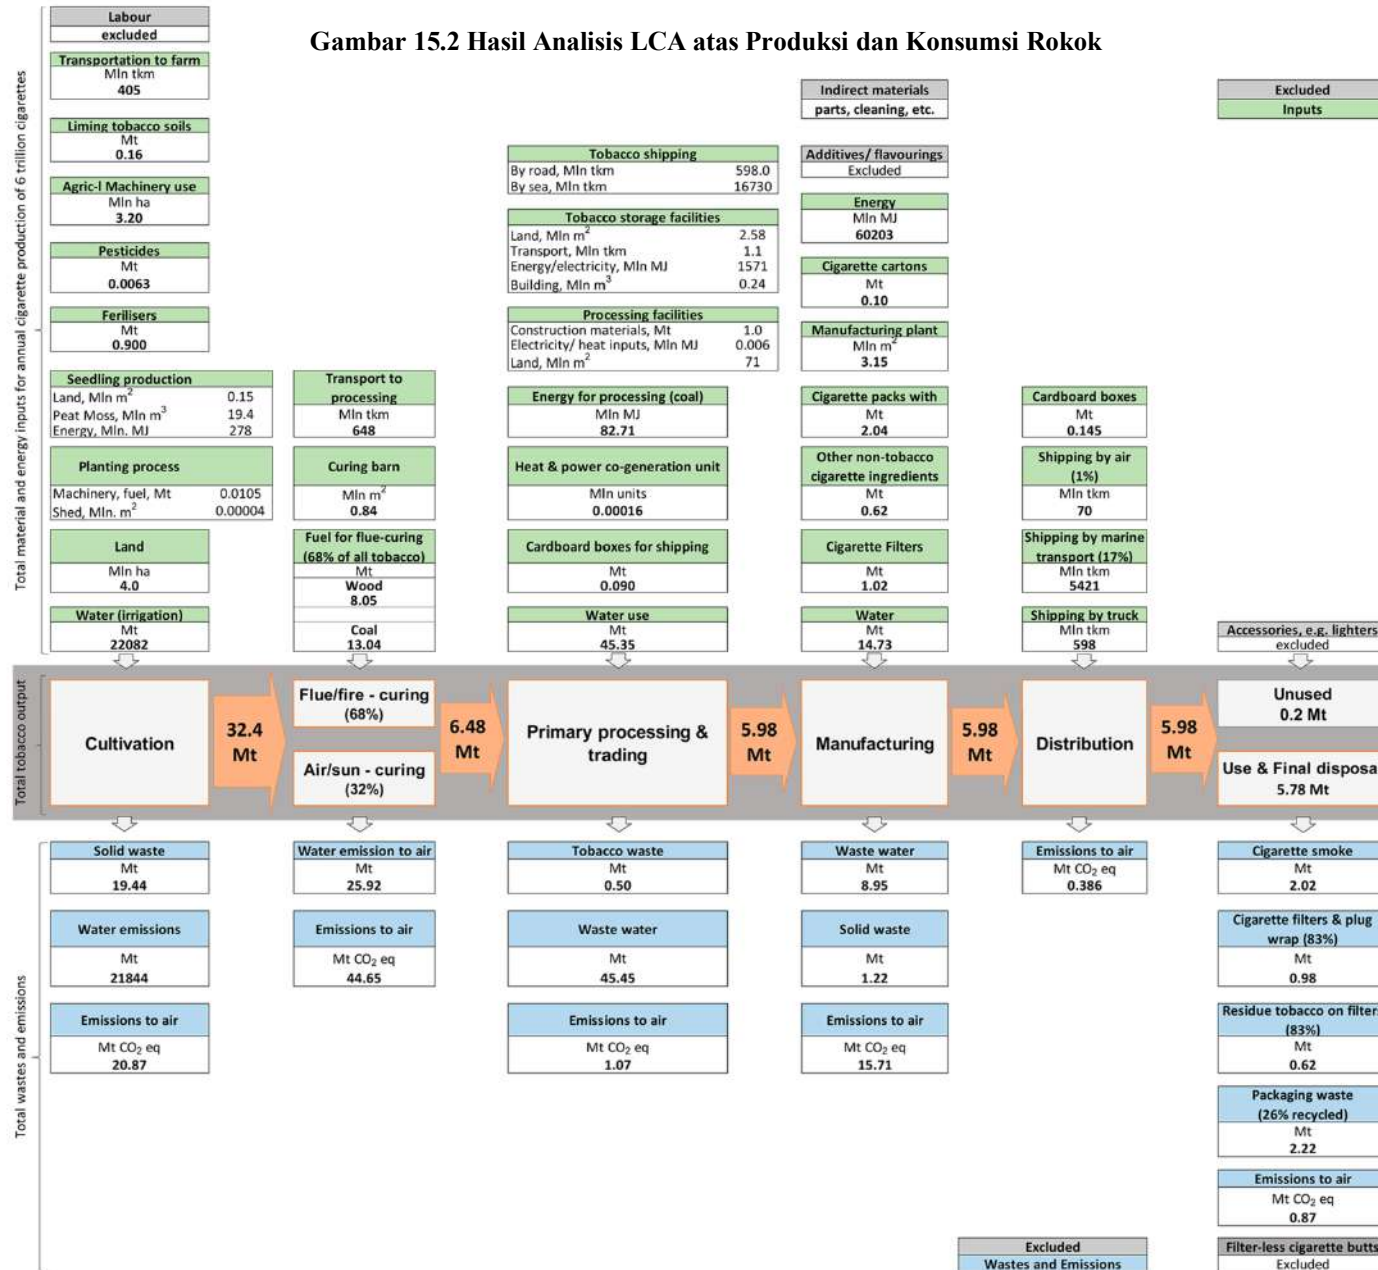 Gambar 15.2 Hasil Analisis LCA atas Produksi dan Konsumsi Rokok
Total material and energy inputs for annual cigarette production of 6 trillion cigarettes
Labour
excluded
Transportation to farm
Mln tkm
405
Liming tobacco soils
Mt
0.16
Agric-l Machinery use
Mln ha
3.20
Pesticides
Mt
0.0063
Ferilisers
Mt
0.900
Seedling production
Land, Mln m² 0.15
Peat Moss, Mln m³ 19.4
Energy, Mln. MJ 278
Planting process
Machinery, fuel, Mt 0.0105
Shed, Mln. m² 0.00004
Land
Mln ha
4.0
Water (irrigation)
Mt
22082
Transport to
processing
Mln tkm
648
Curing barn
Mln m²
0.84
Fuel for flue-curing
(68% of all tobacco)
Mt
Wood
8.05
Coal
13.04
Tobacco shipping
By road, Mln tkm 598.0
By sea, Mln tkm 16730
Tobacco storage facilities
Land, Mln m² 2.58
Transport, Mln tkm 1.1
Energy/electricity, Mln MJ 1571
Building, Mln m³ 0.24
Processing facilities
Construction materials, Mt 1.0
Electricity/ heat inputs, Mln MJ 0.006
Land, Mln m² 71
Energy for processing (coal)
Mln MJ
82.71
Heat & power co-generation unit
Mln units
0.00016
Cardboard boxes for shipping
Mt
0.090
Water use
Mt
45.35
Indirect materials
parts, cleaning, etc.
Additives/ flavourings
Excluded
Energy
Mln MJ
60203
Cigarette cartons
Mt
0.10
Manufacturing plant
Mln m²
3.15
Cigarette packs with
Mt
2.04
Other non-tobacco
cigarette ingredients
Mt
0.62
Cigarette Filters
Mt
1.02
Water
Mt
14.73
Cardboard boxes
Mt
0.145
Shipping by air
(1%)
Mln tkm
70
Shipping by marine
transport (17%)
Mln tkm
5421
Shipping by truck
Mln tkm
598
Excluded
Inputs
Accessories, e.g. lighters
excluded
Total tobacco output
Cultivation
32.4
Mt
Flue/fire - curing
(68%)
Air/sun - curing
(32%)
6.48
Mt
Primary processing &
trading
5.98
Mt
Manufacturing
5.98
Mt
Distribution
5.98
Mt
Unused
0.2 Mt
Use & Final disposa
5.78 Mt
Total wastes and emissions
Solid waste
Mt
19.44
Water emissions
Mt
21844
Emissions to air
Mt CO₂ eq
20.87
Water emission to air
Mt
25.92
Emissions to air
Mt CO₂ eq
44.65
Tobacco waste
Mt
0.50
Waste water
Mt
45.45
Emissions to air
Mt CO₂ eq
1.07
Waste water
Mt
8.95
Solid waste
Mt
1.22
Emissions to air
Mt CO₂ eq
15.71
Emissions to air
Mt CO₂ eq
0.386
Cigarette smoke
Mt
2.02
Cigarette filters & plug
wrap (83%)
Mt
0.98
Residue tobacco on filters
(83%)
Mt
0.62
Packaging waste
(26% recycled)
Mt
2.22
Emissions to air
Mt CO₂ eq
0.87
Excluded
Wastes and Emissions
Filter-less cigarette butts
Excluded